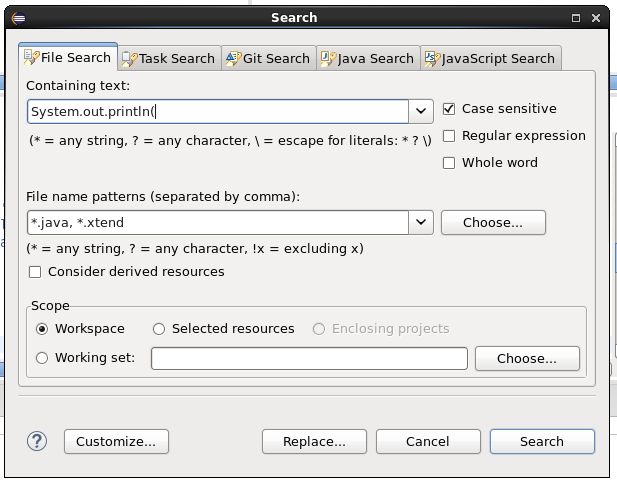 Search
File Search Task Search Git Search Java Search JavaScript Search
Containing text:
System.out.println(
Case sensitive
(* = any string, ? = any character, \ = escape for literals: * ? \)
Regular expression
Whole word
File name patterns (separated by comma):
*.java, *.xtend
Choose...
(* = any string, ? = any character, !x = excluding x)
Consider derived resources
Scope
Workspace Selected resources Enclosing projects
Working set: Choose...
? Customize... Replace... Cancel Search